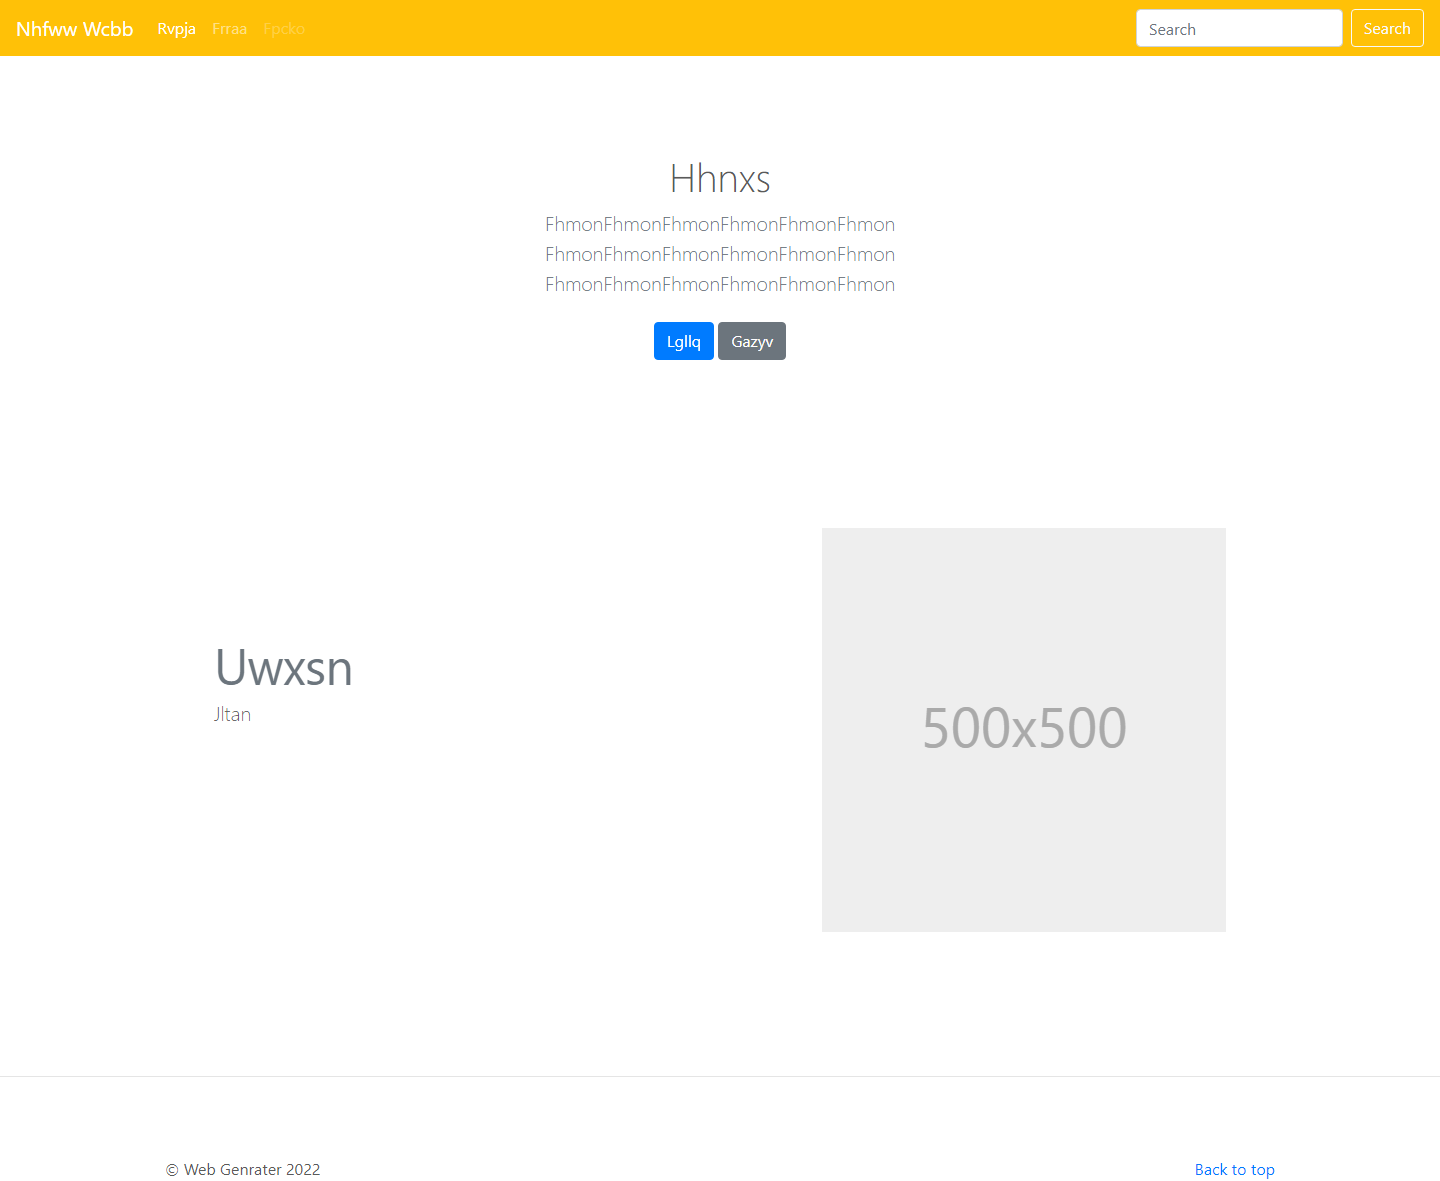 Nhfww Wcbb Rvpja Frraa Fpcko Search Search
Hhnxs
FhmonFhmonFhmonFhmonFhmonFhmon
FhmonFhmonFhmonFhmonFhmonFhmon
FhmonFhmonFhmonFhmonFhmonFhmon
Lgllq Gazyv
Uwxsn
Jltan
500x500
© Web Genrater 2022 Back to top